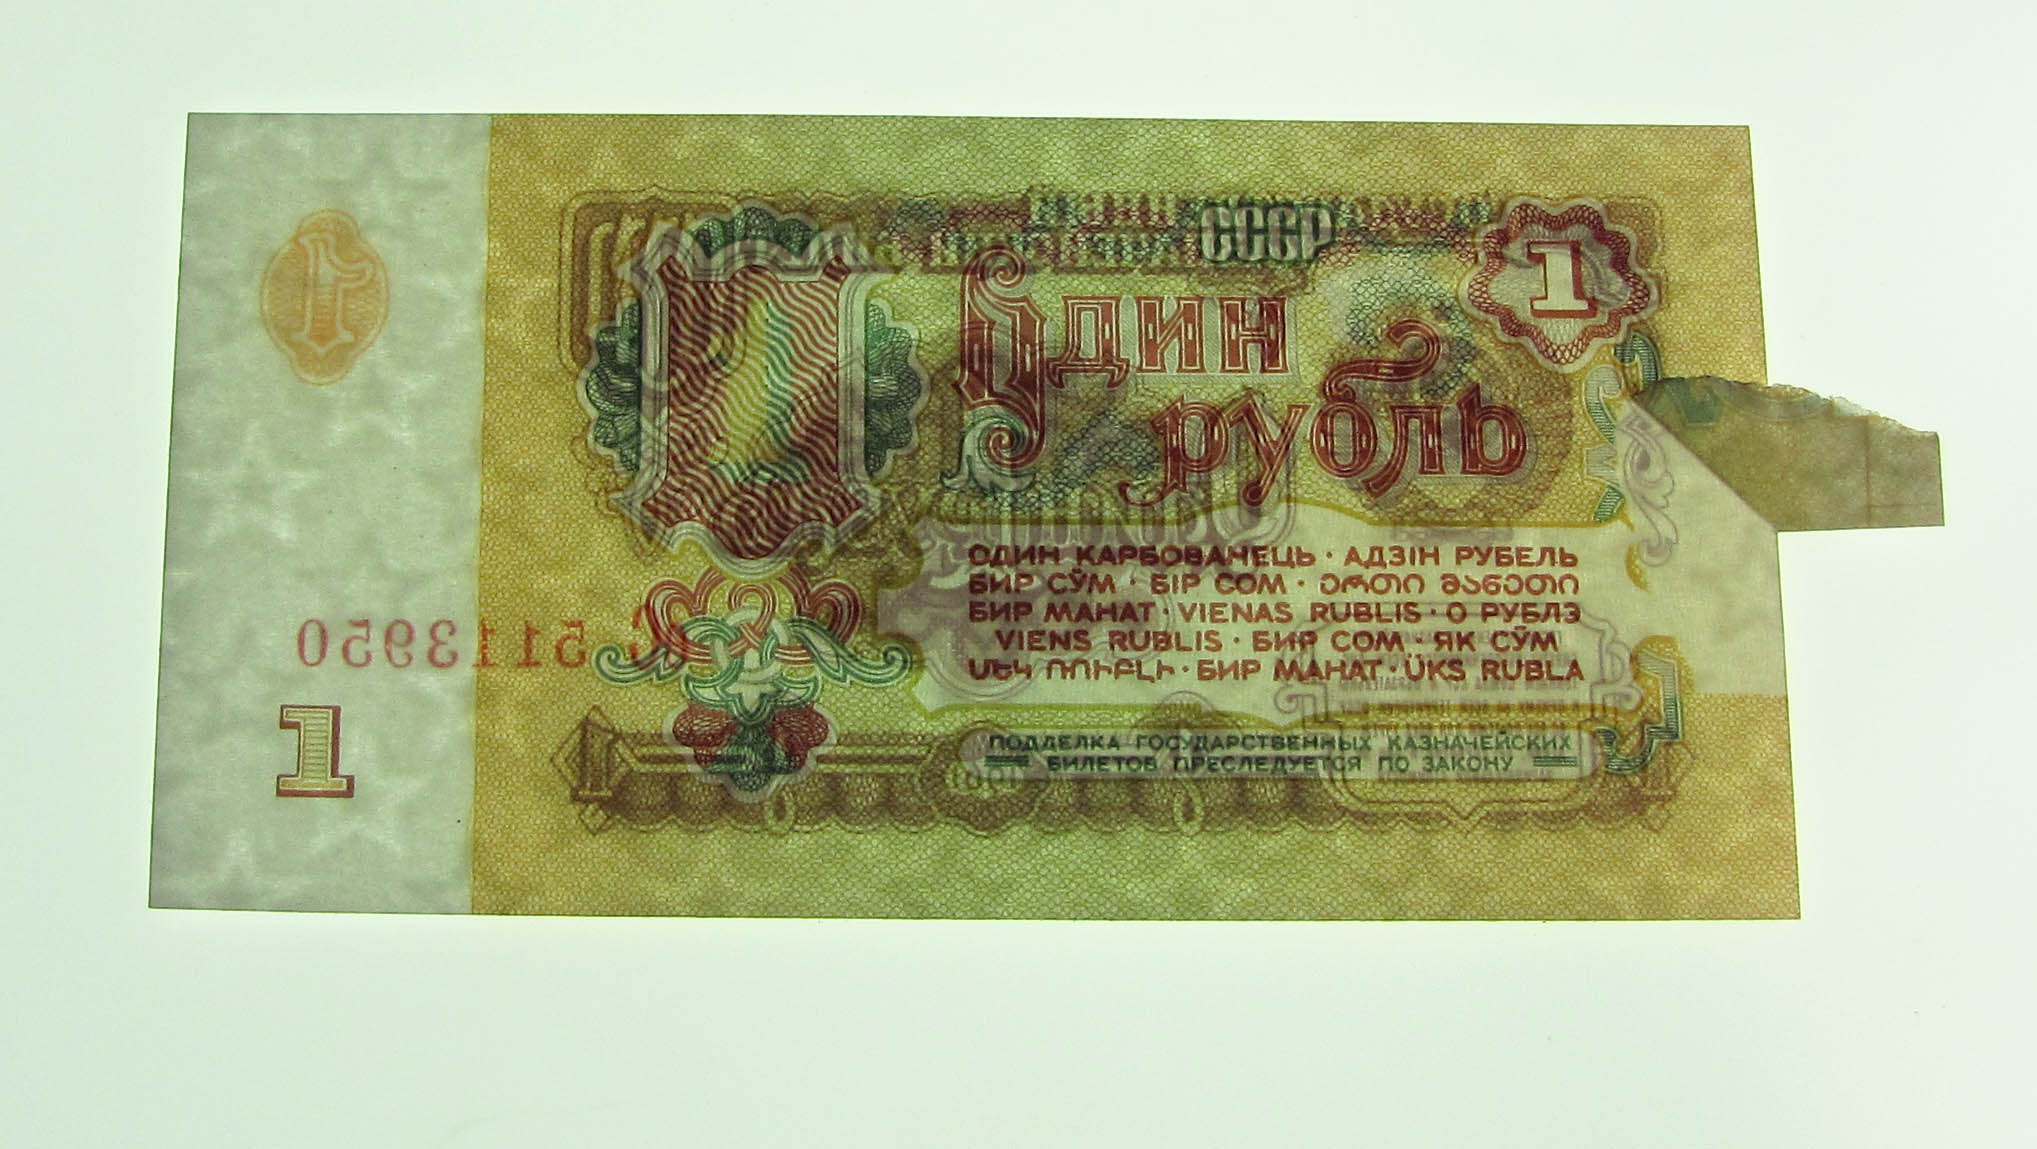 СССР
1
1
Один
рубль
ОДИН КАРБОВАНЕЦЬ · АДЗІН РУБЕЛЬ
БИР СЎМ · БІР СОМ · ᲔᲠᲗᲘ ᲛᲐᲜᲔᲗᲘ
БИР МАНАТ · VIENAS RUBLIS · О РУБЛЭ
VIENS RUBLIS · БИР СОМ · ЯК СЎМ
ՄԵԿ ՌՈՒԲԼԻ · БИР МАНАТ · ÜKS RUBLA
5113950
1
ПОДДЕЛКА ГОСУДАРСТВЕННЫХ КАЗНАЧЕЙСКИХ
БИЛЕТОВ ПРЕСЛЕДУЕТСЯ ПО ЗАКОНУ